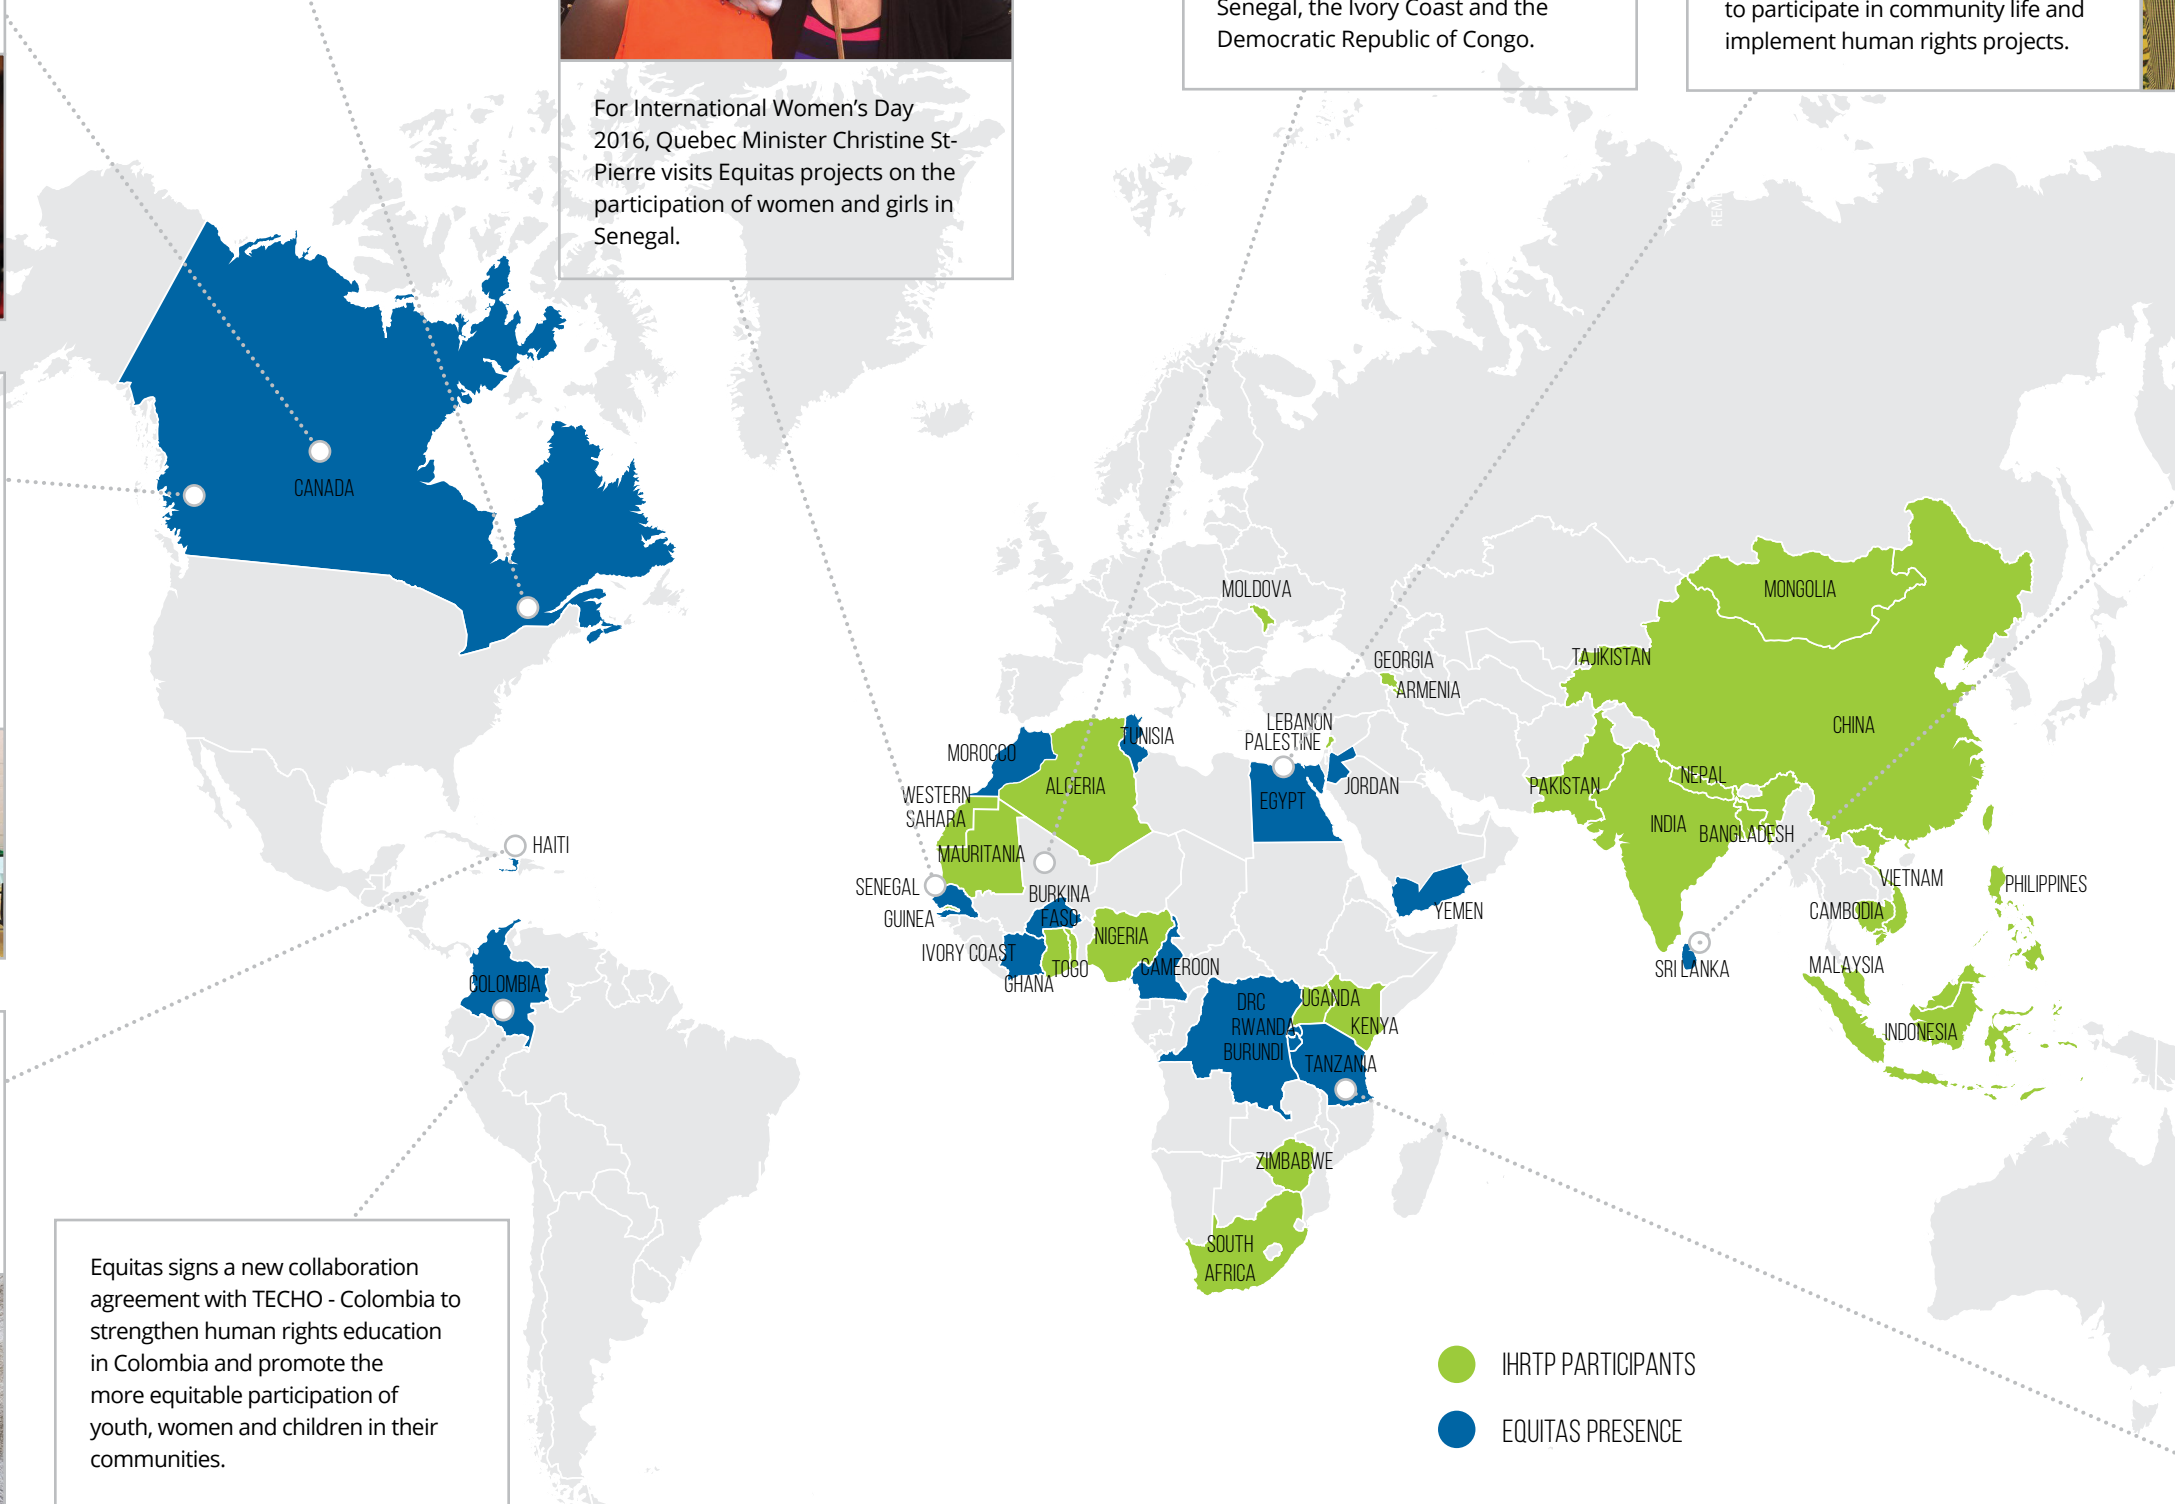 Senegal, the Ivory Coast and the
Democratic Republic of Congo.
to participate in community life and
implement human rights projects.
For International Women's Day
2016, Quebec Minister Christine St-
Pierre visits Equitas projects on the
participation of women and girls in
Senegal.
CANADA
HAITI
COLOMBIA
MOLDOVA
GEORGIA
ARMENIA
LEBANON
PALESTINE
TUNISIA
MOROCCO
ALGERIA
WESTERN
SAHARA
EGYPT
JORDAN
MAURITANIA
SENEGAL
GUINEA
BURKINA
FASO
IVORY COAST
GHANA
TOGO
NIGERIA
CAMEROON
YEMEN
DRC
RWANDA
BURUNDI
UGANDA
KENYA
TANZANIA
ZIMBABWE
SOUTH
AFRICA
MONGOLIA
TAJIKISTAN
CHINA
PAKISTAN
NEPAL
INDIA
BANGLADESH
VIETNAM
PHILIPPINES
CAMBODIA
SRI LANKA
MALAYSIA
INDONESIA
Equitas signs a new collaboration
agreement with TECHO - Colombia to
strengthen human rights education
in Colombia and promote the
more equitable participation of
youth, women and children in their
communities.
IHRTP PARTICIPANTS
EQUITAS PRESENCE